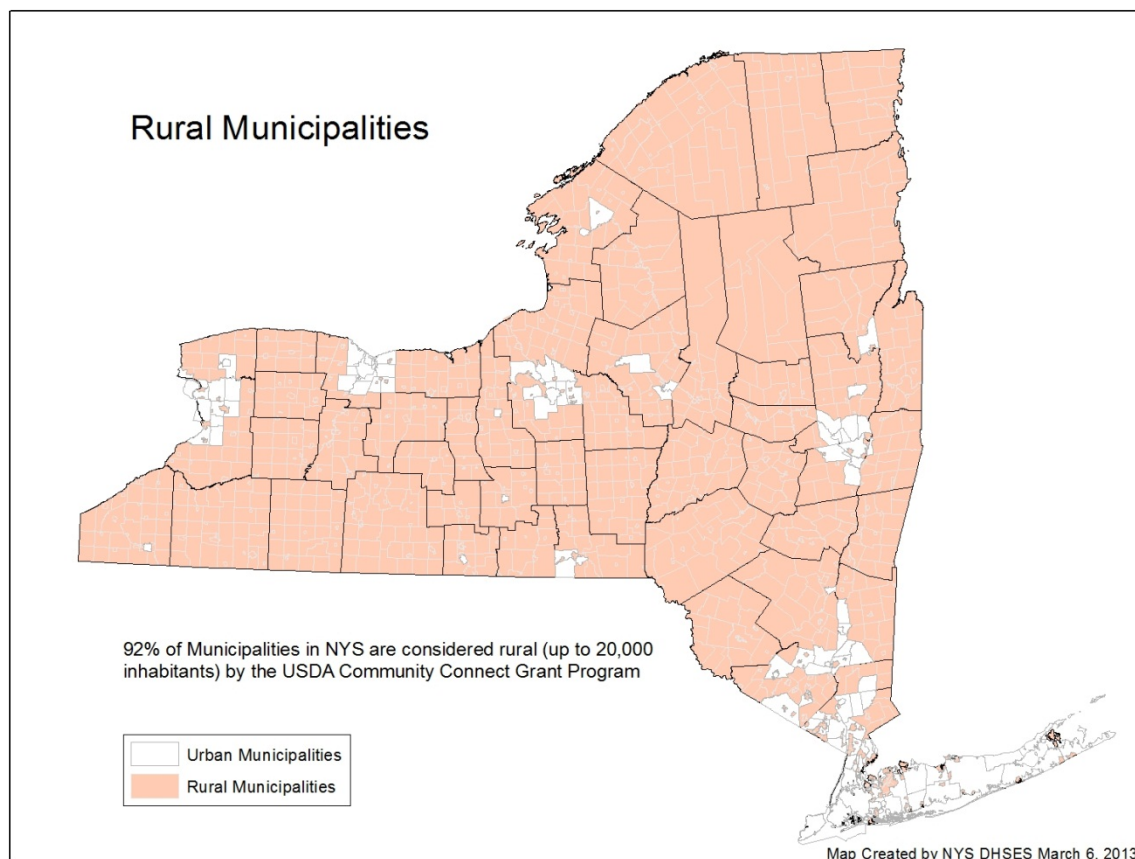 Rural Municipalities
92% of Municipalities in NYS are considered rural (up to 20,000
inhabitants) by the USDA Community Connect Grant Program
Urban Municipalities
Rural Municipalities
Map Created by NYS DHSES March 6, 2013